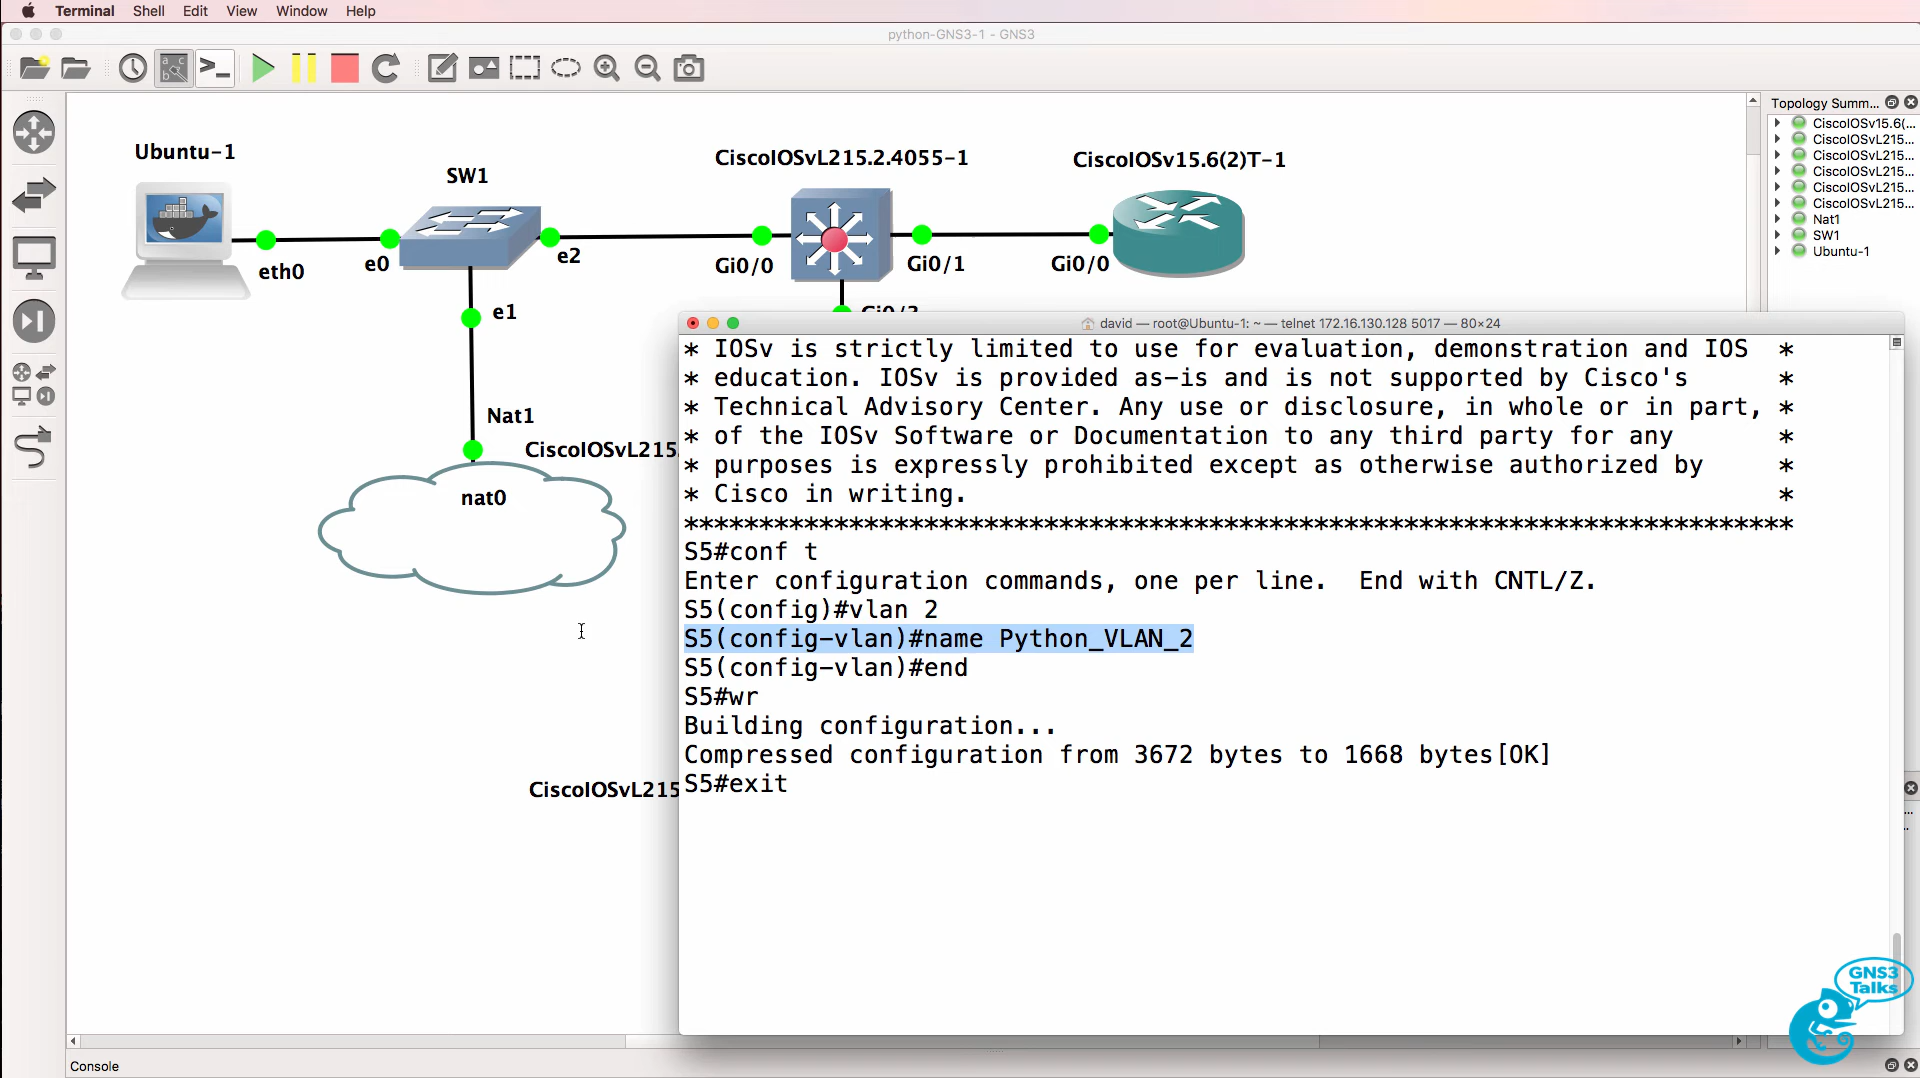 Terminal Shell Edit View Window Help
python-GNS3-1 - GNS3
Topology Summ...
CiscoIOSv15.6(...
CiscoIOSvL215...
CiscoIOSvL215...
CiscoIOSvL215...
CiscoIOSvL215...
CiscoIOSvL215...
Nat1
SW1
Ubuntu-1
Ubuntu-1
SW1
CiscoIOSvL215.2.4055-1
CiscoIOSv15.6(2)T-1
eth0
e0
e2
Gi0/0
Gi0/1
Gi0/0
e1
Nat1
CiscoIOSvL215.
nat0
CiscoIOSvL215
david — root@Ubuntu-1: ~ — telnet 172.16.130.128 5017 — 80×24
* IOSv is strictly limited to use for evaluation, demonstration and IOS *
* education. IOSv is provided as-is and is not supported by Cisco's *
* Technical Advisory Center. Any use or disclosure, in whole or in part, *
* of the IOSv Software or Documentation to any third party for any *
* purposes is expressly prohibited except as otherwise authorized by *
* Cisco in writing. *
**************************************************************************
S5#conf t
Enter configuration commands, one per line. End with CNTL/Z.
S5(config)#vlan 2
S5(config-vlan)#name Python_VLAN_2
S5(config-vlan)#end
S5#wr
Building configuration...
Compressed configuration from 3672 bytes to 1668 bytes[OK]
S5#exit
GNS3
Talks
Console